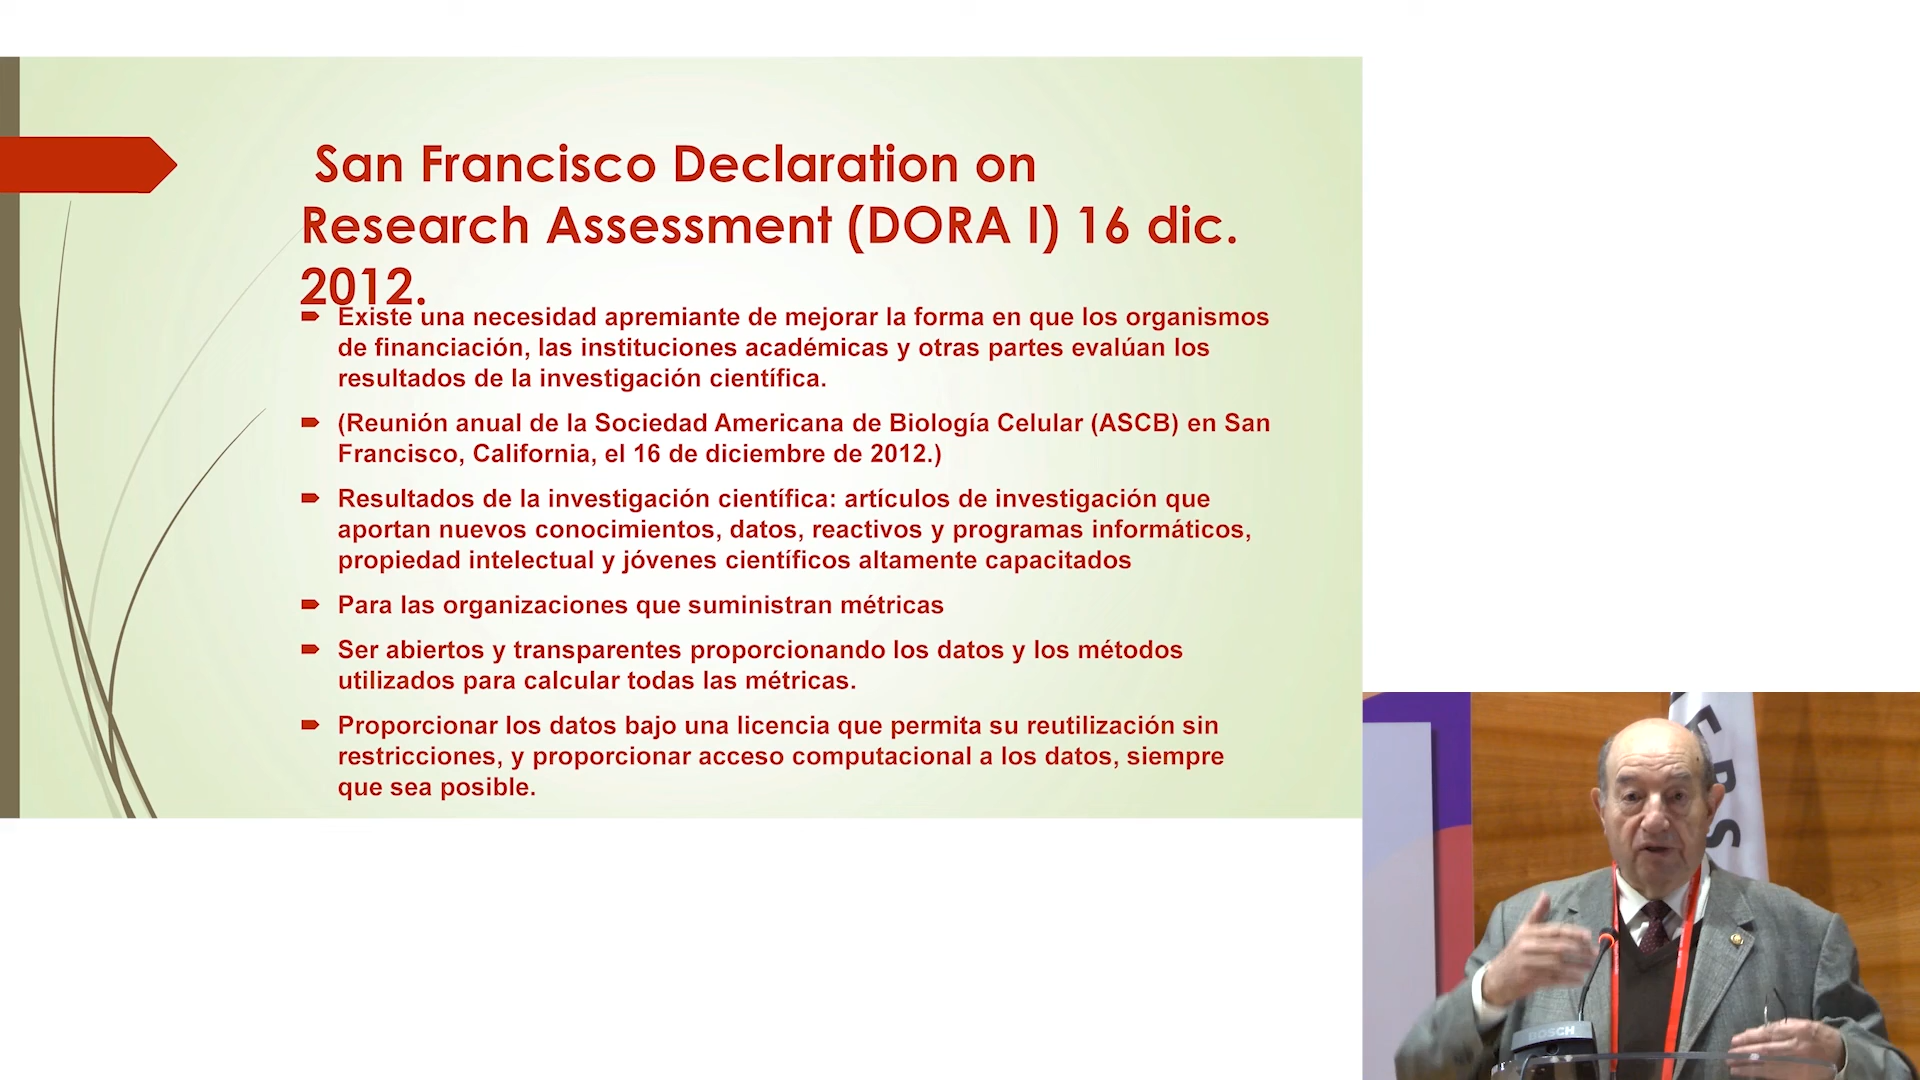 San Francisco Declaration on
Research Assessment (DORA I) 16 dic.
2012.
Existe una necesidad apremiante de mejorar la forma en que los organismos
de financiación, las instituciones académicas y otras partes evalúan los
resultados de la investigación científica.
(Reunión anual de la Sociedad Americana de Biología Celular (ASCB) en San
Francisco, California, el 16 de diciembre de 2012.)
Resultados de la investigación científica: artículos de investigación que
aportan nuevos conocimientos, datos, reactivos y programas informáticos,
propiedad intelectual y jóvenes científicos altamente capacitados
Para las organizaciones que suministran métricas
Ser abiertos y transparentes proporcionando los datos y los métodos
utilizados para calcular todas las métricas.
Proporcionar los datos bajo una licencia que permita su reutilización sin
restricciones, y proporcionar acceso computacional a los datos, siempre
que sea posible.
BOSCH